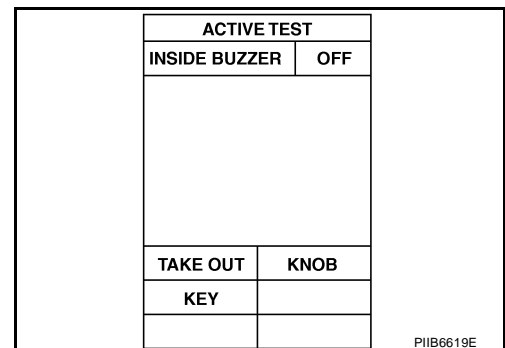 ACTIVE TEST
INSIDE BUZZER OFF
TAKE OUT KNOB
KEY
PIIB6619E